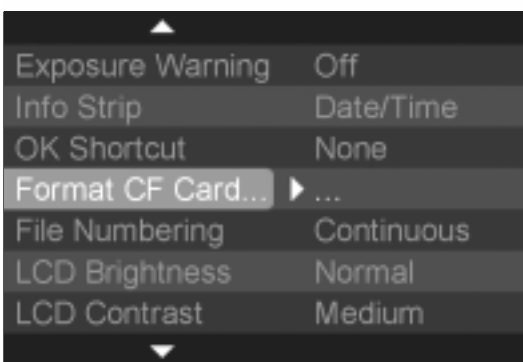 Exposure Warning Off
Info Strip Date/Time
OK Shortcut None
Format CF Card... ...
File Numbering Continuous
LCD Brightness Normal
LCD Contrast Medium